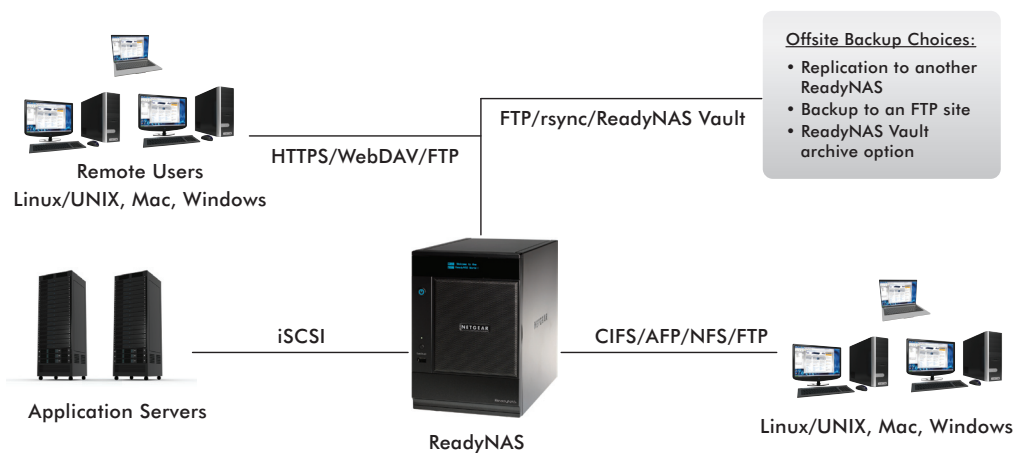 Offsite Backup Choices:
• Replication to another
ReadyNAS
• Backup to an FTP site
• ReadyNAS Vault
archive option
FTP/rsync/ReadyNAS Vault
HTTPS/WebDAV/FTP
Remote Users
Linux/UNIX, Mac, Windows
iSCSI
NETGEAR
NETGEAR
CIFS/AFP/NFS/FTP
Application Servers
ReadyNAS
Linux/UNIX, Mac, Windows